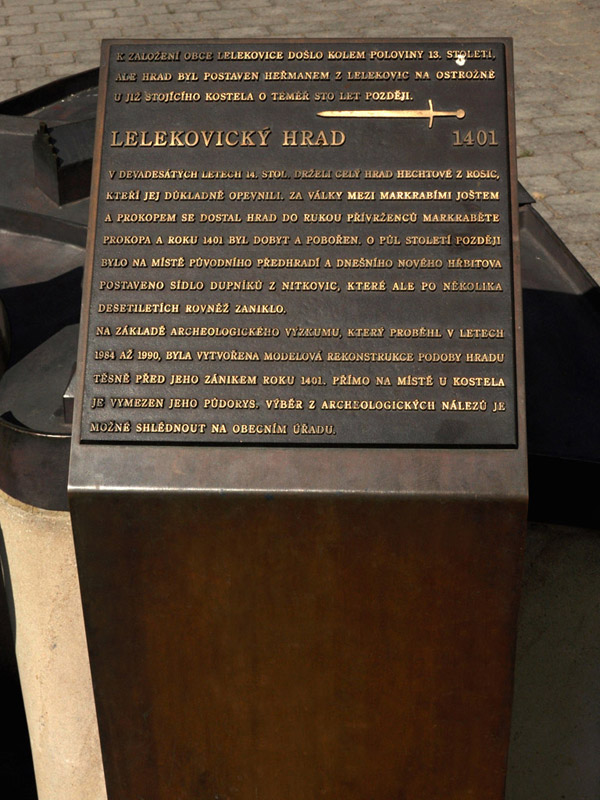 K ZALOŽENÍ OBCE LELEKOVICE DOŠLO KOLEM POLOVINY 13. STOLETÍ,
ALE HRAD BYL POSTAVEN HEŘMANEM Z LELEKOVIC NA OSTROŽNĚ
U JIŽ STOJÍCÍHO KOSTELA O TÉMĚŘ STO LET POZDĚJI.
LELEKOVICKÝ HRAD 1401
V DEVADESÁTÝCH LETECH 14. STOL. DRŽELI CELÝ HRAD HECHTOVÉ Z ROSIC,
KTEŘÍ JEJ DŮKLADNĚ OPEVNILI. ZA VÁLKY MEZI MARKRABÍMI JOŠTEM
A PROKOPEM SE DOSTAL HRAD DO RUKOU PŘÍVRŽENCŮ MARKRABĚTE
PROKOPA A ROKU 1401 BYL DOBYT A POBOŘEN. O PŮL STOLETÍ POZDĚJI
BYLO NA MÍSTĚ PŮVODNÍHO PŘEDHRADÍ A DNEŠNÍHO NOVÉHO HŘBITOVA
POSTAVENO SÍDLO DUPNÍKŮ Z NITKOVIC, KTERÉ ALE PO NĚKOLIKA
DESETILETÍCH ROVNĚŽ ZANIKLO.
NA ZÁKLADĚ ARCHEOLOGICKÉHO VÝZKUMU, KTERÝ PROBĚHL V LETECH
1984 AŽ 1990, BYLA VYTVOŘENA MODELOVÁ REKONSTRUKCE PODOBY HRADU
TĚSNĚ PŘED JEHO ZÁNIKEM ROKU 1401. PŘÍMO NA MÍSTĚ U KOSTELA
JE VYMEZEN JEHO PŮDORYS. VÝBĚR Z ARCHEOLOGICKÝCH NÁLEZŮ JE
MOŽNÉ SHLÉDNOUT NA OBECNÍM ÚŘADU.